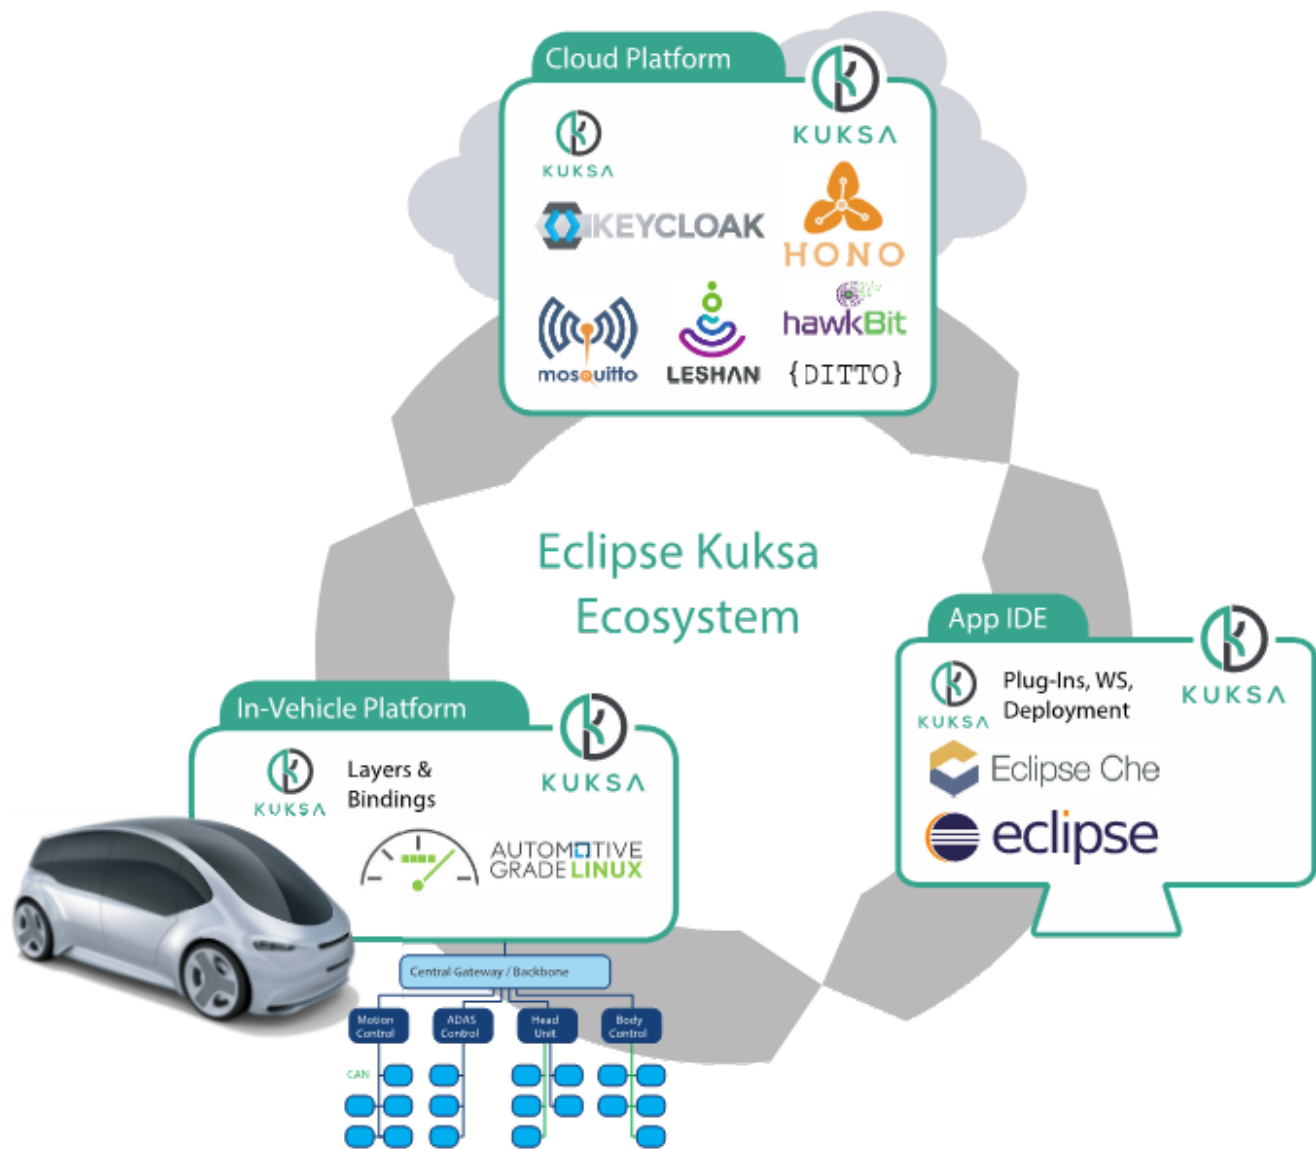 Cloud Platform
KUKSA
KUKSA
KEYCLOAK
HONO
mosquitto
LESHAN
hawkBit
{DITTO}
Eclipse Kuksa
Ecosystem
App IDE
KUKSA
KUKSA
Plug-Ins, WS,
Deployment
Eclipse Che
eclipse
In-Vehicle Platform
KUKSA
KUKSA
Layers &
Bindings
AUTOMOTIVE
GRADE LINUX
Central Gateway / Backbone
Motion
Control
ADAS
Control
Head
Unit
Body
Control
CAN